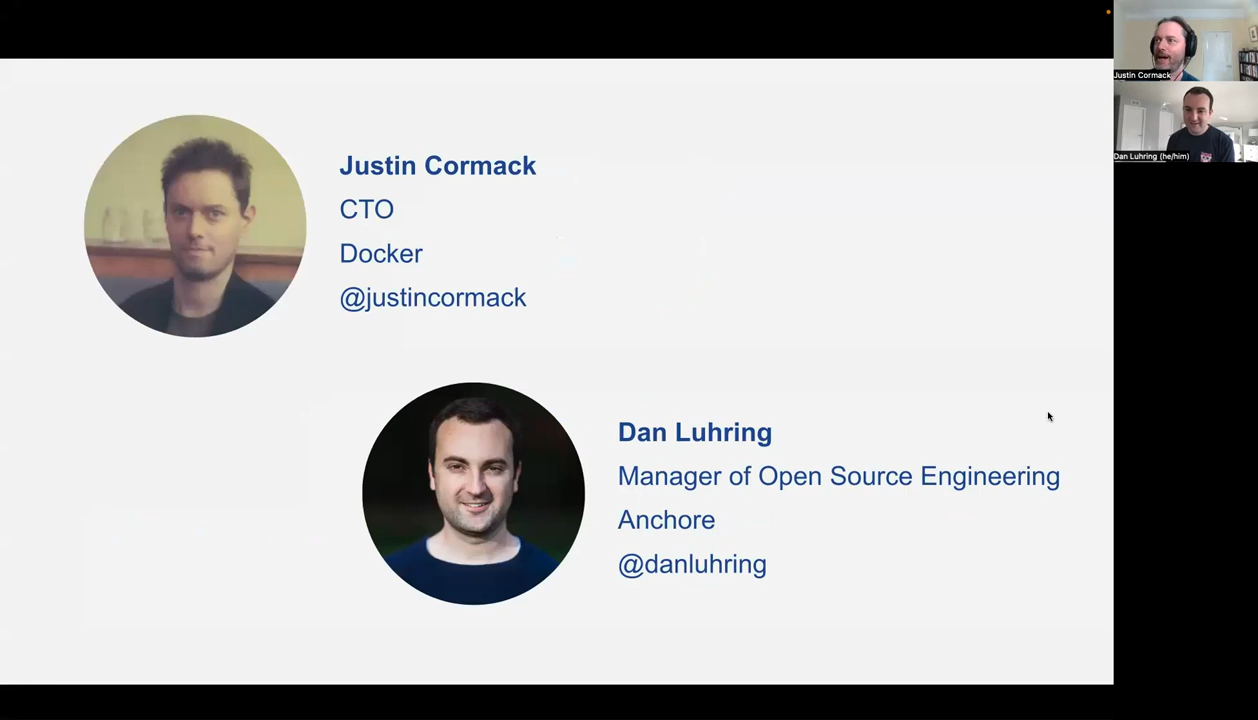 Justin Cormack
CTO
Docker
@justincormack
Dan Luhring
Manager of Open Source Engineering
Anchore
@danluhring
Justin Cormack
Dan Luhring (he/him)